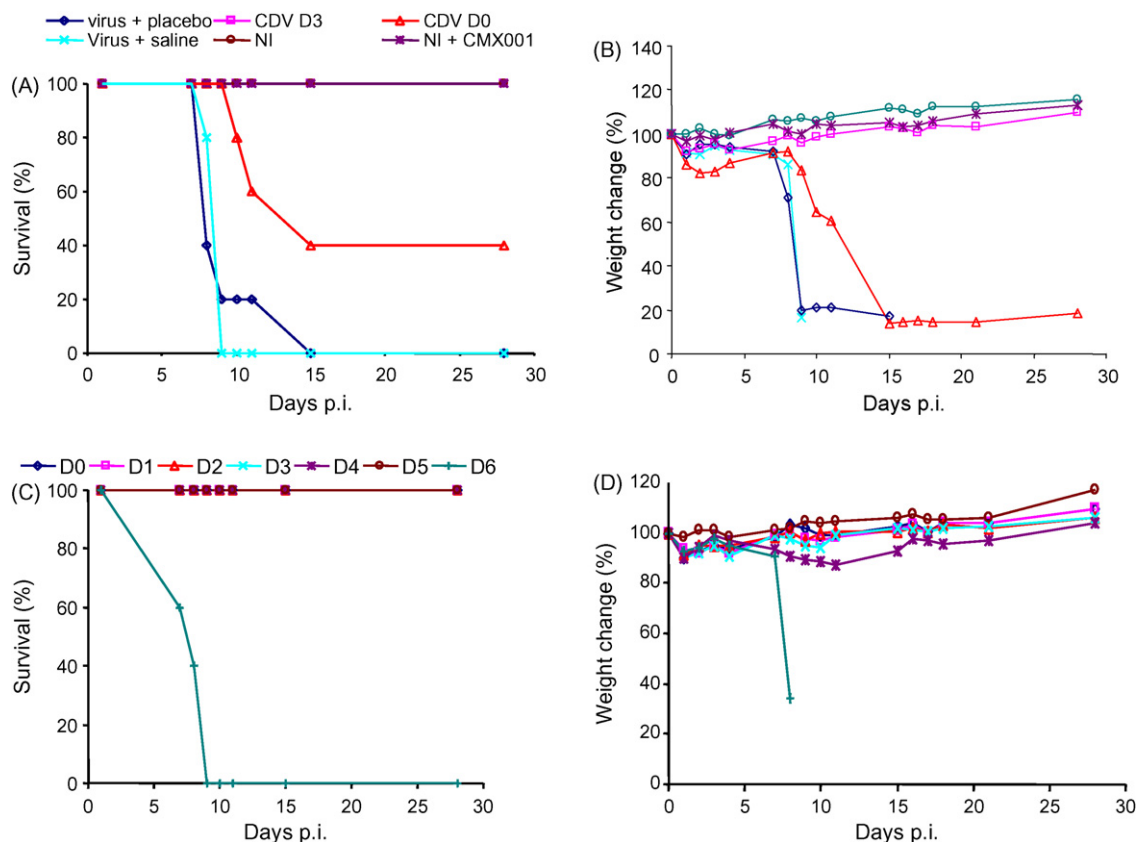 virus + placebo CDV D3 CDV D0
Virus + saline NI NI + CMX001
(A)
Survival (%)
100
80
60
40
20
0
0 5 10 15 20 25 30
Days p.i.
(B)
Weight change (%)
140
120
100
80
60
40
20
0
0 5 10 15 20 25 30
Days p.i.
D0 D1 D2 D3 D4 D5 D6
(C)
Survival (%)
100
80
60
40
20
0
0 5 10 15 20 25 30
Days p.i.
(D)
Weight change (%)
120
100
80
60
40
20
0
0 5 10 15 20 25 30
Days p.i.